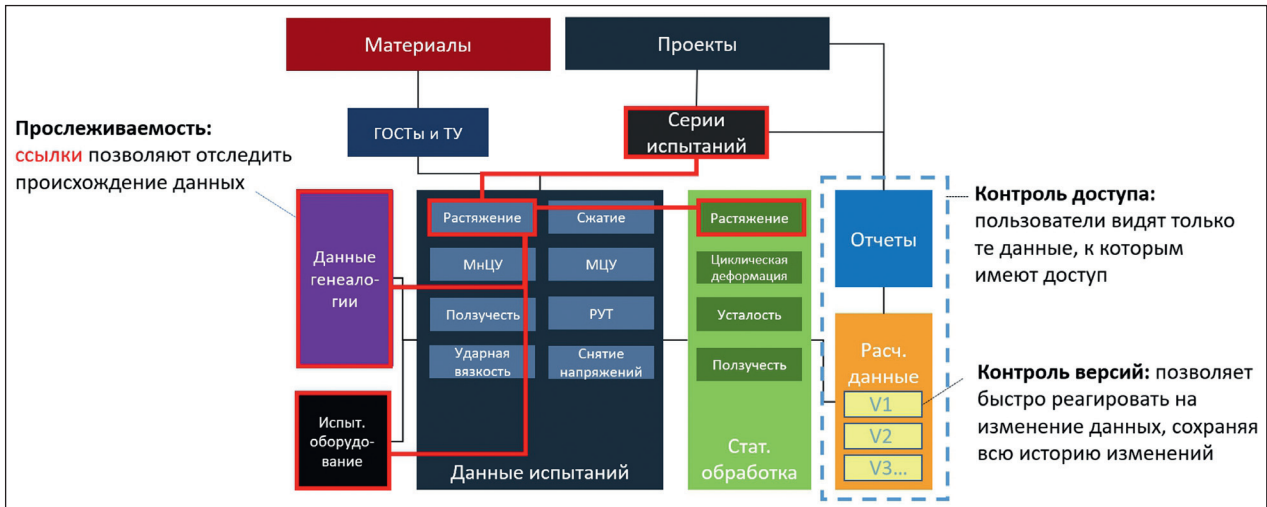 Материалы
Проекты
Прослеживаемость:
ссылки позволяют отследить
происхождение данных
ГОСТы и ТУ
Серии
испытаний
Данные
генеало-
гии
Испыт.
оборудо-
вание
Растяжение
Сжатие
МнЦУ
МЦУ
Ползучесть
РУТ
Ударная
вязкость
Снятие
напряжений
Данные испытаний
Растяжение
Циклическая
деформация
Усталость
Ползучесть
Стат.
обработка
Отчеты
Расч.
данные
V1
V2
V3...
Контроль доступа:
пользователи видят только
те данные, к которым
имеют доступ
Контроль версий: позволяет
быстро реагировать на
изменение данных, сохраняя
всю историю изменений